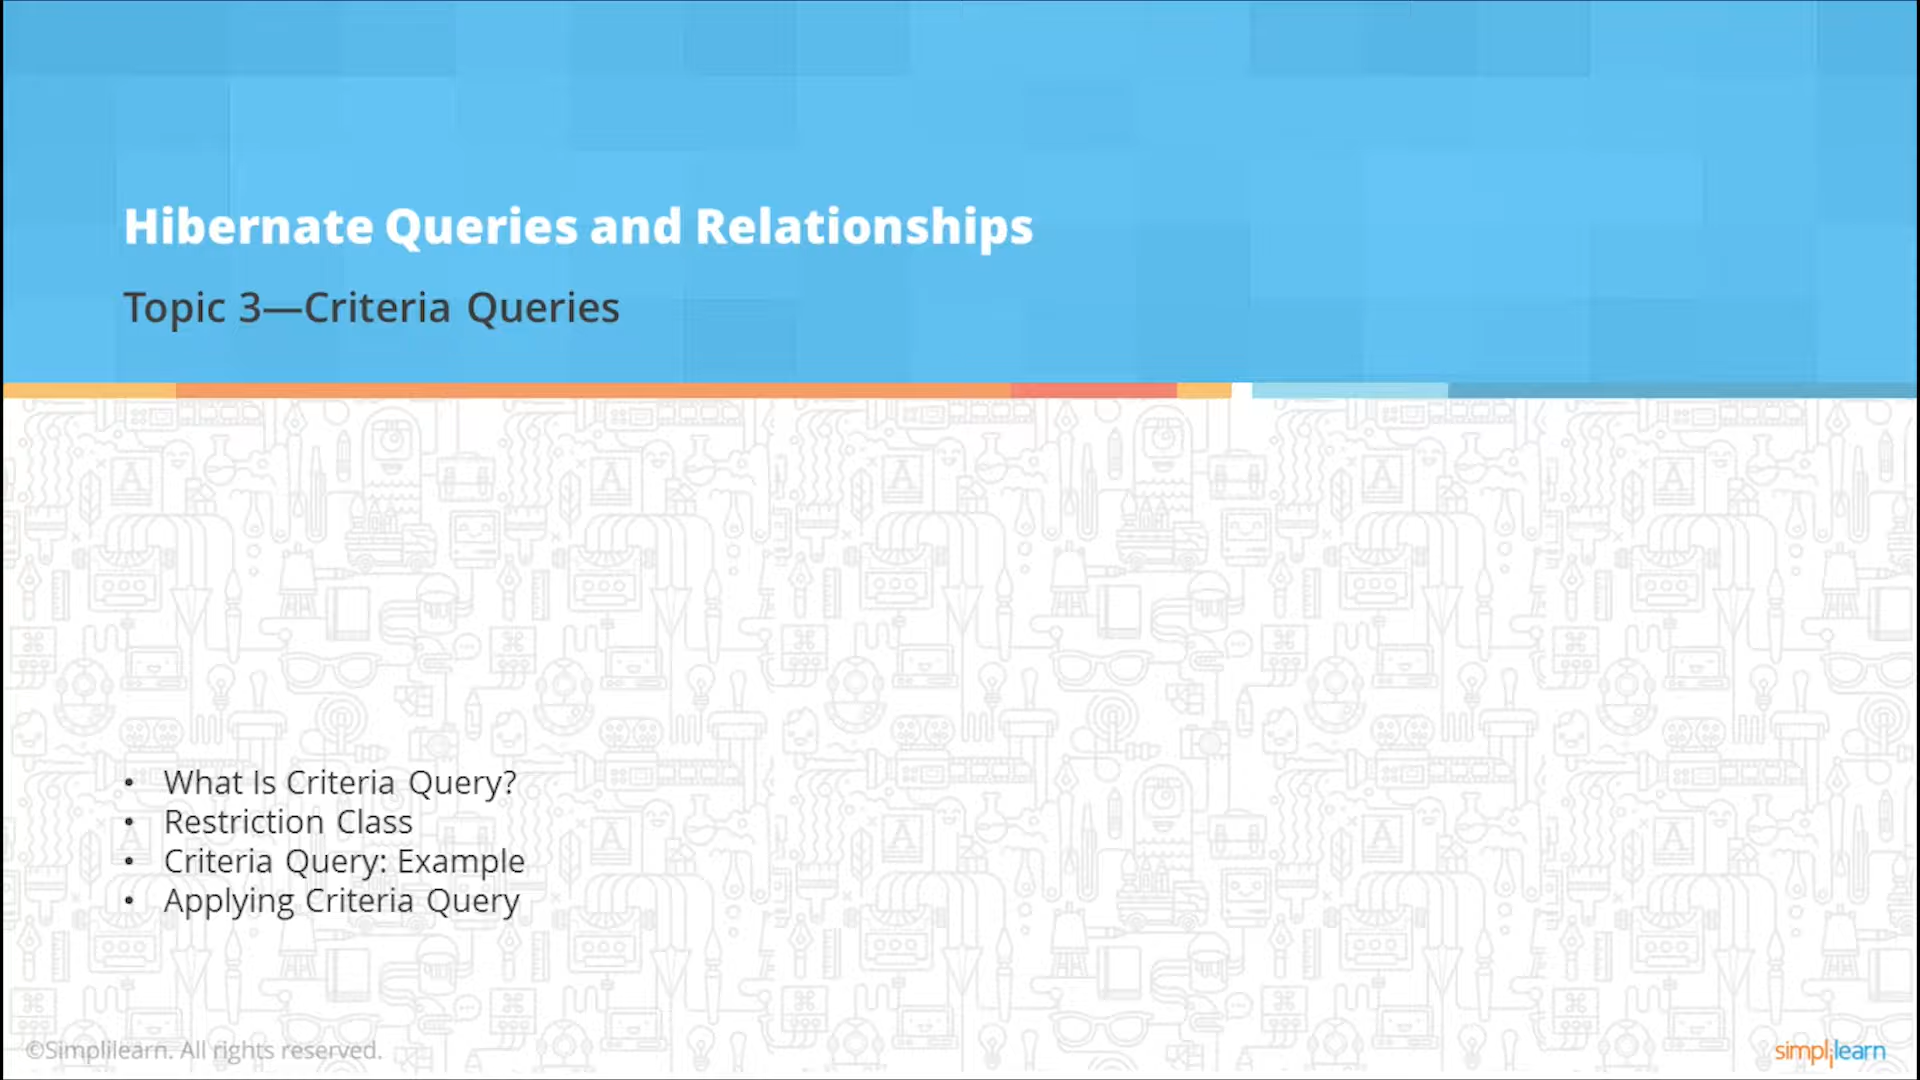 Hibernate Queries and Relationships
Topic 3—Criteria Queries
• What Is Criteria Query?
• Restriction Class
• Criteria Query: Example
• Applying Criteria Query
©Simplilearn. All rights reserved.
simplilearn